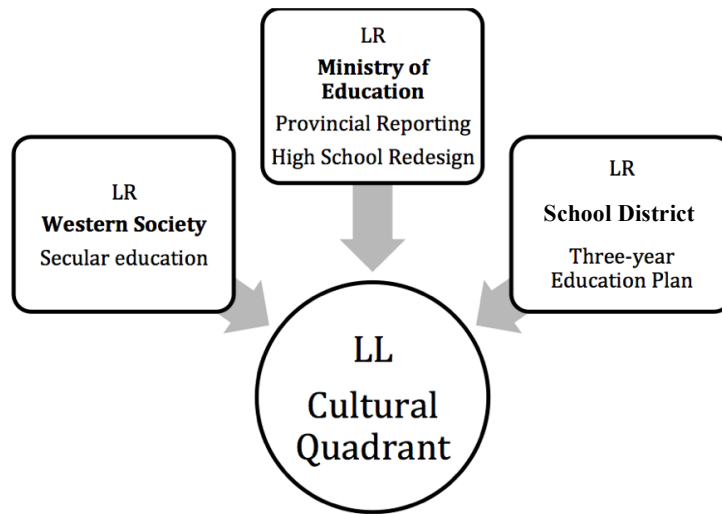 LR
Ministry of
Education
Provincial Reporting
High School Redesign
LR
Western Society
Secular education
LR
School District
Three-year
Education Plan
LL
Cultural
Quadrant